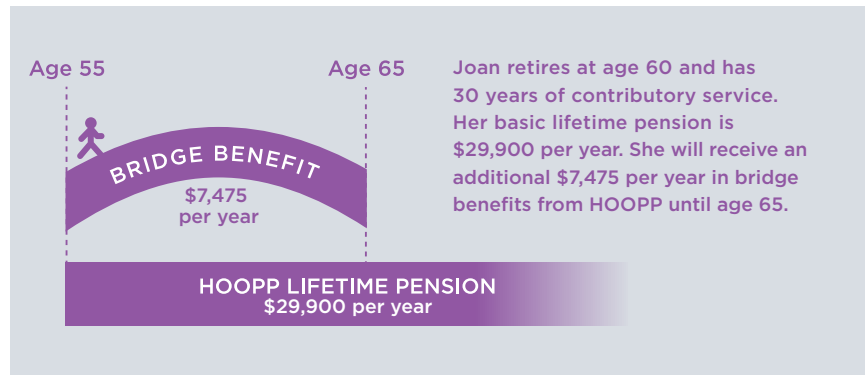 Age 55
Age 65
BRIDGE BENEFIT
$7,475
per year
HOOPP LIFETIME PENSION
$29,900 per year
Joan retires at age 60 and has
30 years of contributory service.
Her basic lifetime pension is
$29,900 per year. She will receive an
additional $7,475 per year in bridge
benefits from HOOPP until age 65.